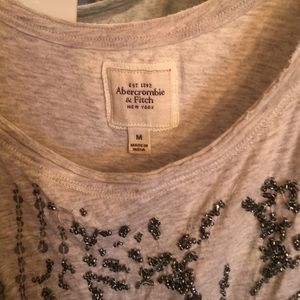 EST 1892
Abercrombie
& Fitch
NEW YORK
M
MADE IN
INDIA